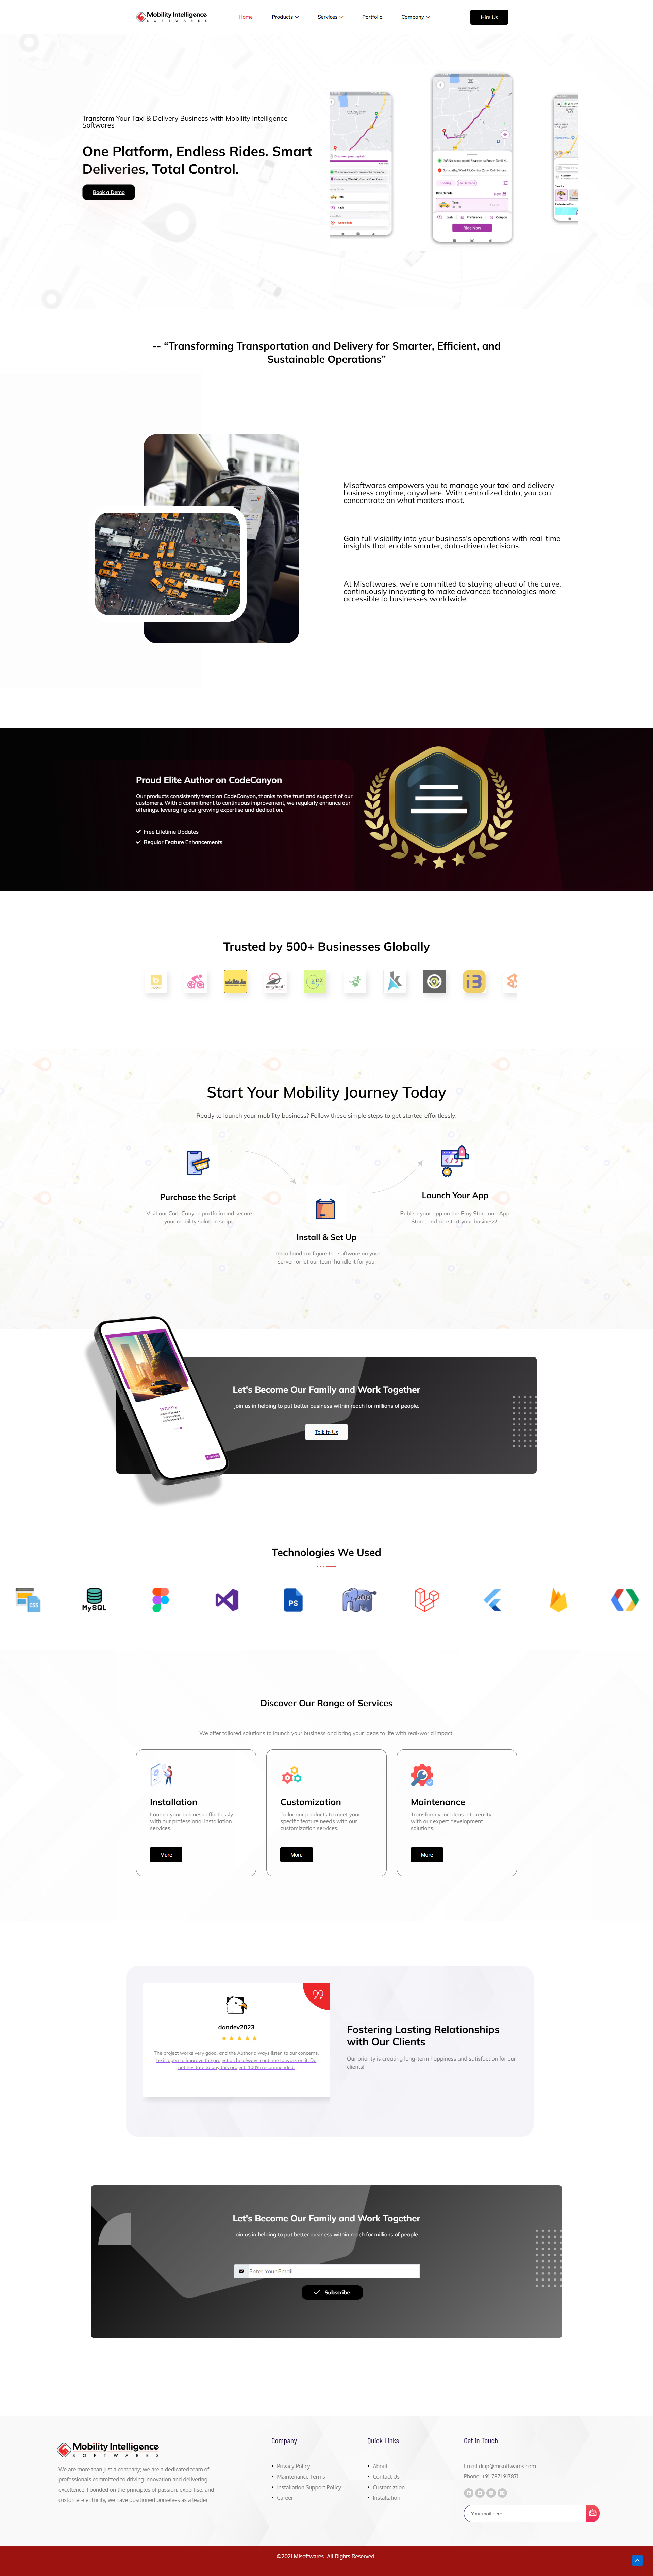 Mobility Intelligence
SOFTWARES
Home
Products
Services
Portfolio
Company
Hire Us
Transform Your Taxi & Delivery Business with Mobility Intelligence
Softwares
One Platform, Endless Rides. Smart
Deliveries, Total Control.
Book a Demo
Ride details
Tata
cash
Preference
Coupon
Ride Now
-- “Transforming Transportation and Delivery for Smarter, Efficient, and
Sustainable Operations”
Misoftwares empowers you to manage your taxi and delivery
business anytime, anywhere. With centralized data, you can
concentrate on what matters most.
Gain full visibility into your business's operations with real-time
insights that enable smarter, data-driven decisions.
At Misoftwares, we’re committed to staying ahead of the curve,
continuously innovating to make advanced technologies more
accessible to businesses worldwide.
Proud Elite Author on CodeCanyon
Our products consistently trend on CodeCanyon, thanks to the trust and support of our
customers. With a commitment to continuous improvement, we regularly enhance our
offerings, leveraging our growing expertise and dedication.
Free Lifetime Updates
Regular Feature Enhancements
Trusted by 500+ Businesses Globally
Start Your Mobility Journey Today
Ready to launch your mobility business? Follow these simple steps to get started effortlessly:
Purchase the Script
Visit our CodeCanyon portfolio and secure
your mobility solution script.
Install & Set Up
Install and configure the software on your
server, or let our team handle it for you.
Launch Your App
Publish your app on the Play Store and App
Store, and kickstart your business!
Let's Become Our Family and Work Together
Join us in helping to put better business within reach for millions of people.
Talk to Us
Technologies We Used
CSS
MySQL
PS
php
Discover Our Range of Services
We offer tailored solutions to launch your business and bring your ideas to life with real-world impact.
Installation
Launch your business effortlessly
with our professional installation
services.
More
Customization
Tailor our products to meet your
specific feature needs with our
customization services.
More
Maintenance
Transform your ideas into reality
with our expert development
solutions.
More
dandev2023
The project works very good, and the Author always listen to our concerns,
he is open to improve the project as he always continue to work on it. Do
not hesitate to buy this project. 100% recommended.
Fostering Lasting Relationships
with Our Clients
Our priority is creating long-term happiness and satisfaction for our
clients!
Let's Become Our Family and Work Together
Join us in helping to put better business within reach for millions of people.
Enter Your Email
Subscribe
Mobility Intelligence
SOFTWARES
We are more than just a company; we are a dedicated team of
professionals committed to driving innovation and delivering
excellence. Founded on the principles of passion, expertise, and
customer-centricity, we have positioned ourselves as a leader
Company
Privacy Policy
Maintenance Terms
Installation Support Policy
Career
Quick Links
About
Contact Us
Customiztion
Installation
Get in Touch
Email:dilip@misoftwares.com
Phone: +91-7871 917871
Your mail here
©2021.Misoftwares- All Rights Reserved.